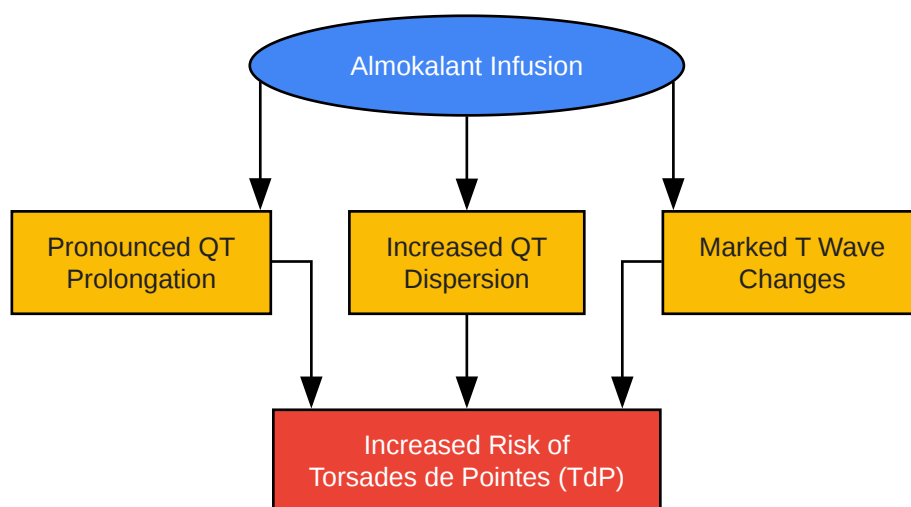 Almokalant Infusion
Pronounced QT
Prolongation
Increased QT
Dispersion
Marked T Wave
Changes
Increased Risk of
Torsades de Pointes (TdP)